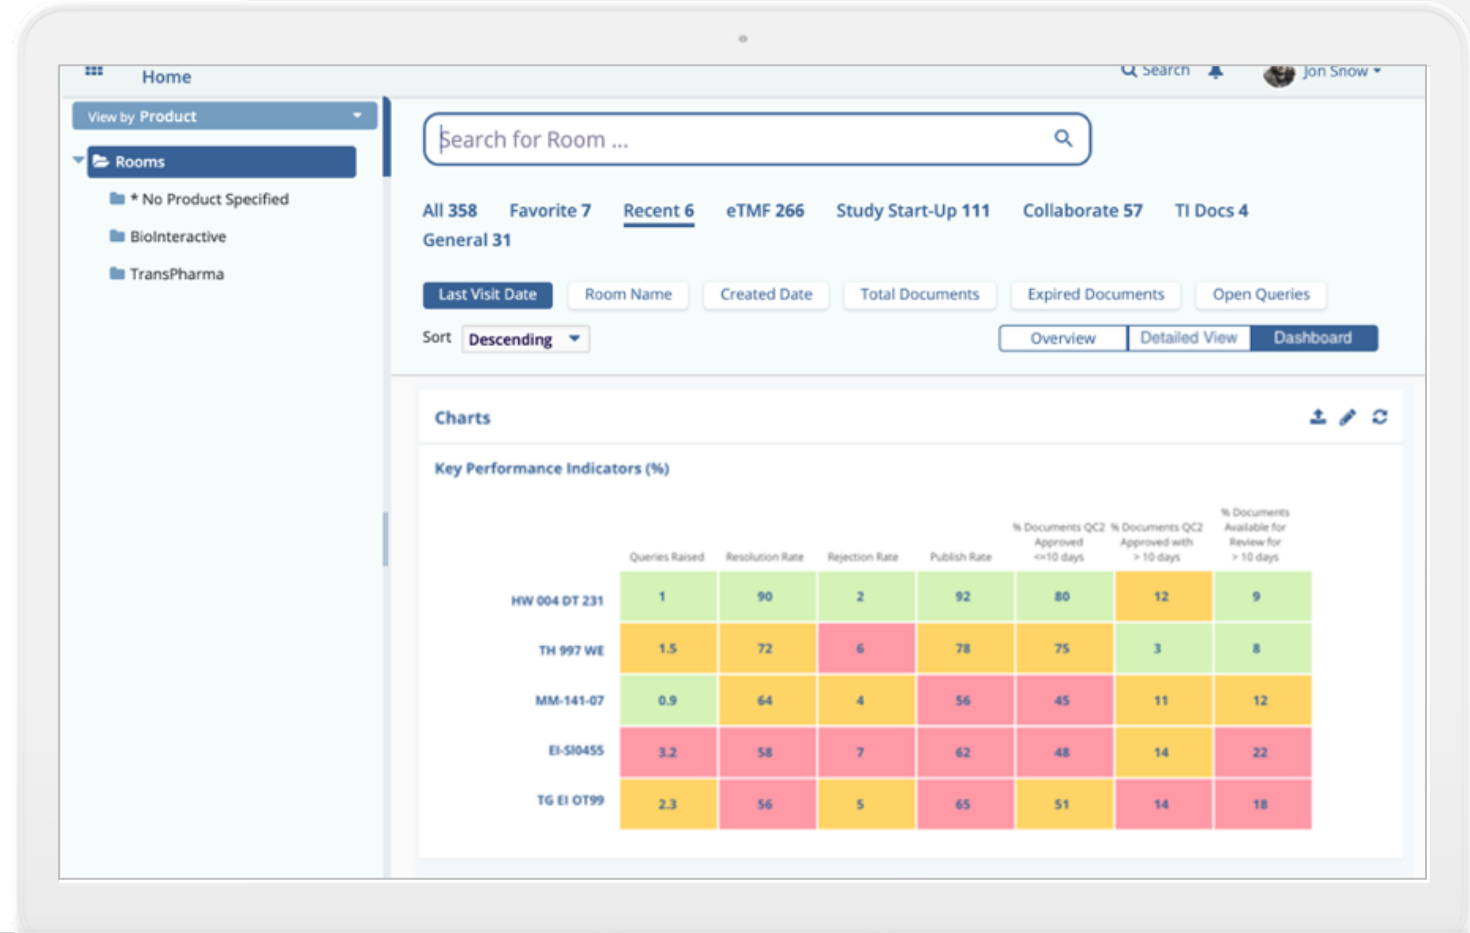 Home
Search
Jon Snow
View by Product
Rooms
* No Product Specified
BioInteractive
TransPharma
Search for Room ...
All 358 Favorite 7 Recent 6 eTMF 266 Study Start-Up 111 Collaborate 57 TI Docs 4
General 31
Last Visit Date Room Name Created Date Total Documents Expired Documents Open Queries
Sort Descending Overview Detailed View Dashboard
Charts
Key Performance Indicators (%)
Queries Raised
Resolution Rate
Rejection Rate
Publish Rate
% Documents QC2
Approved
<=10 days
% Documents QC2
Approved with
> 10 days
% Documents
Available for
Review for
> 10 days
HW 004 DT 231 1 90 2 92 80 12 9
TH 997 WE 1.5 72 6 78 75 3 8
MM-141-07 0.9 64 4 56 45 11 12
EI-SI0455 3.2 58 7 62 48 14 22
TG EI OT99 2.3 56 5 65 51 14 18